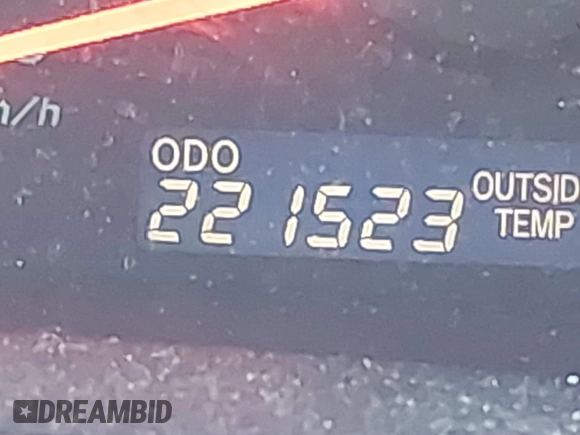 m/h
ODO
221523
OUTSID
TEMP
DREAMBID